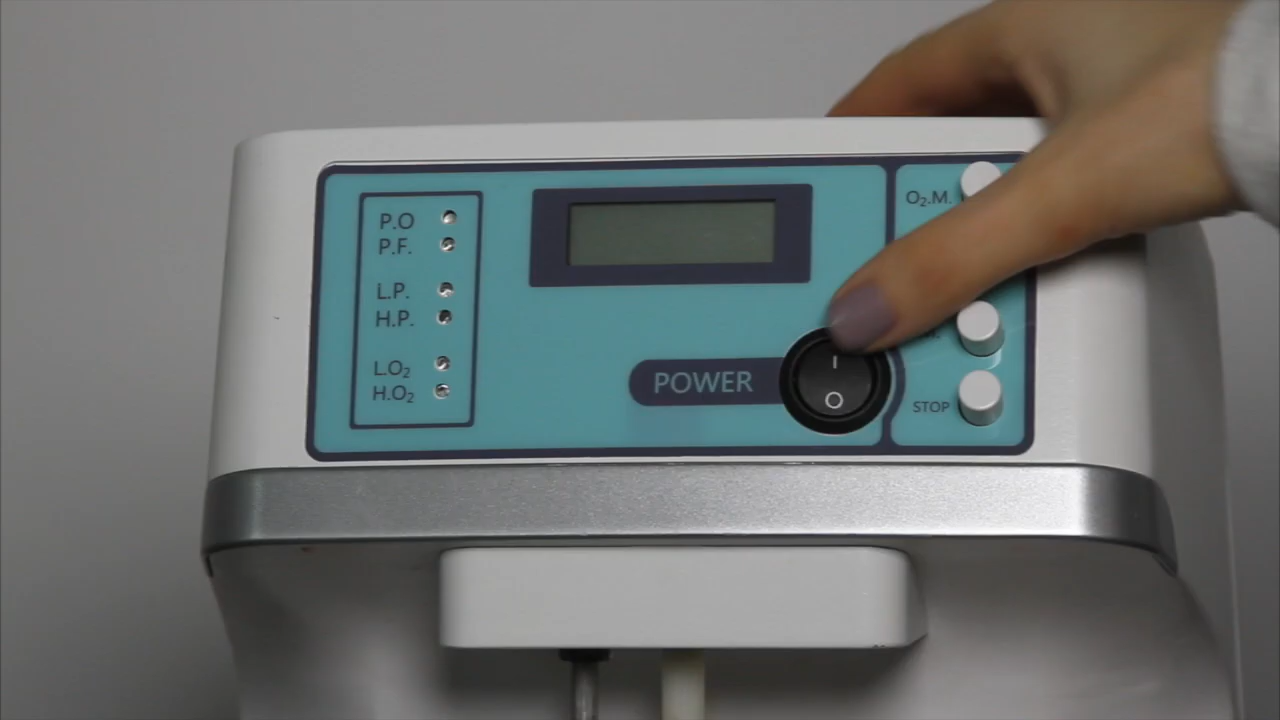 P.O
P.F.
L.P.
H.P.
L.O₂
H.O₂
POWER
I
O
O₂.M.
STOP